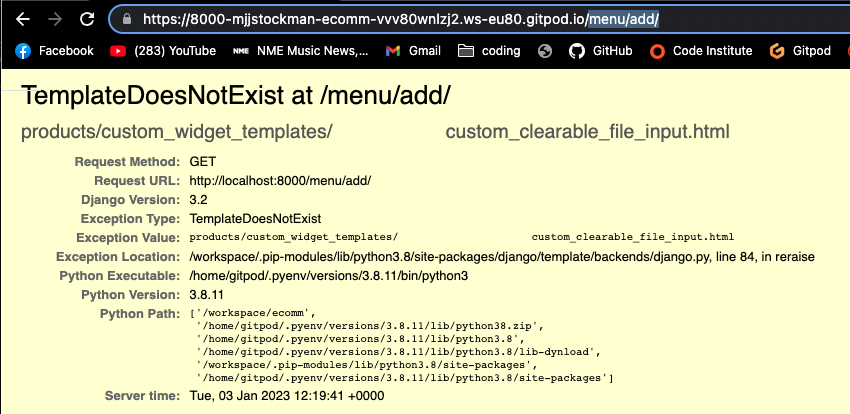 https://8000-mjjstockman-ecomm-vvv80wnlzj2.ws-eu80.gitpod.io/menu/add/
Facebook (283) YouTube NME NME Music News,... Gmail coding GitHub Code Institute Gitpod
TemplateDoesNotExist at /menu/add/
products/custom_widget_templates/ custom_clearable_file_input.html
Request Method: GET
Request URL: http://localhost:8000/menu/add/
Django Version: 3.2
Exception Type: TemplateDoesNotExist
Exception Value: products/custom_widget_templates/ custom_clearable_file_input.html
Exception Location: /workspace/.pip-modules/lib/python3.8/site-packages/django/template/backends/django.py, line 84, in reraise
Python Executable: /home/gitpod/.pyenv/versions/3.8.11/bin/python3
Python Version: 3.8.11
Python Path: ['/workspace/ecomm',
'/home/gitpod/.pyenv/versions/3.8.11/lib/python38.zip',
'/home/gitpod/.pyenv/versions/3.8.11/lib/python3.8',
'/home/gitpod/.pyenv/versions/3.8.11/lib/python3.8/lib-dynload',
'/workspace/.pip-modules/lib/python3.8/site-packages',
'/home/gitpod/.pyenv/versions/3.8.11/lib/python3.8/site-packages']
Server time: Tue, 03 Jan 2023 12:19:41 +0000